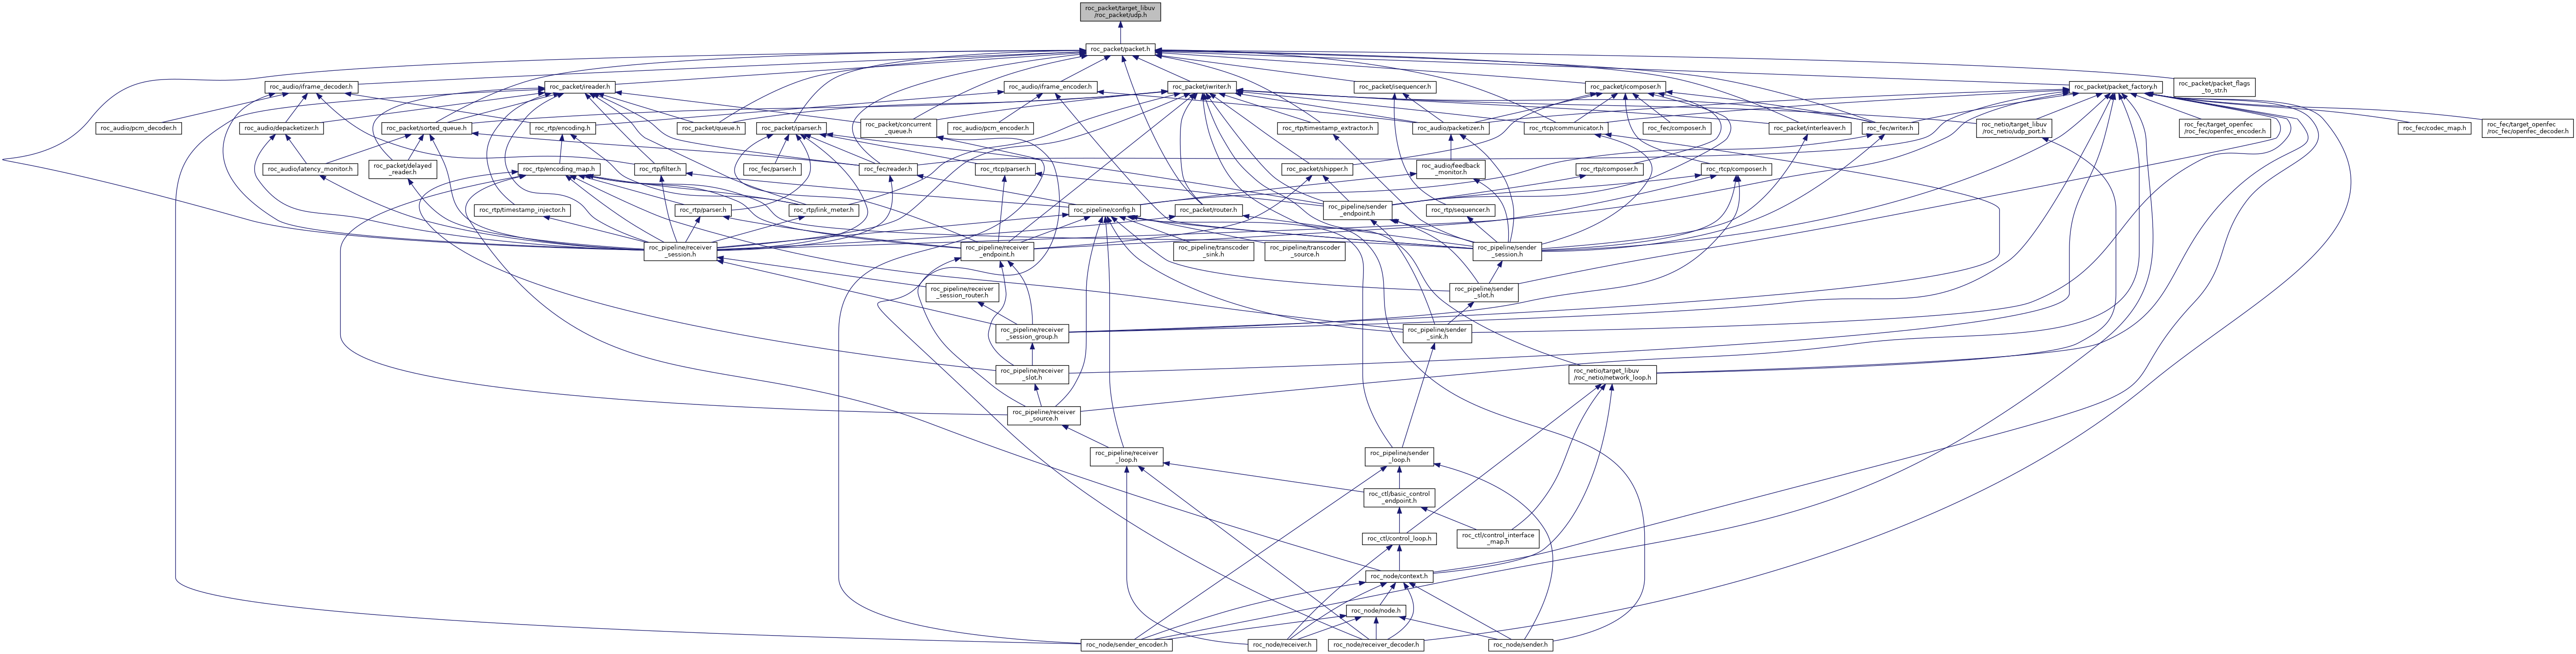 roc_packet/target_libuv
/roc_packet/udp.h
roc_packet/packet.h
roc_packet/packet_flags
_to_str.h
roc_audio/iframe_decoder.h
roc_packet/ireader.h
roc_audio/iframe_encoder.h
roc_packet/iwriter.h
roc_packet/isequencer.h
roc_packet/icomposer.h
roc_packet/packet_factory.h
roc_audio/pcm_decoder.h
roc_audio/depacketizer.h
roc_packet/sorted_queue.h
roc_rtp/encoding.h
roc_packet/queue.h
roc_packet/iparser.h
roc_packet/concurrent
_queue.h
roc_audio/pcm_encoder.h
roc_rtp/timestamp_extractor.h
roc_audio/packetizer.h
roc_rtcp/communicator.h
roc_fec/composer.h
roc_packet/interleaver.h
roc_fec/writer.h
roc_netio/target_libuv
/roc_netio/udp_port.h
roc_fec/target_openfec
/roc_fec/openfec_encoder.h
roc_fec/codec_map.h
roc_fec/target_openfec
/roc_fec/openfec_decoder.h
roc_audio/latency_monitor.h
roc_packet/delayed
_reader.h
roc_rtp/encoding_map.h
roc_rtp/filter.h
roc_fec/parser.h
roc_fec/reader.h
roc_rtcp/parser.h
roc_packet/shipper.h
roc_audio/feedback
_monitor.h
roc_rtp/composer.h
roc_rtcp/composer.h
roc_rtp/timestamp_injector.h
roc_rtp/parser.h
roc_rtp/link_meter.h
roc_pipeline/config.h
roc_packet/router.h
roc_pipeline/sender
_endpoint.h
roc_rtp/sequencer.h
roc_pipeline/receiver
_session.h
roc_pipeline/receiver
_endpoint.h
roc_pipeline/transcoder
_sink.h
roc_pipeline/transcoder
_source.h
roc_pipeline/sender
_session.h
roc_pipeline/receiver
_session_router.h
roc_pipeline/sender
_slot.h
roc_pipeline/receiver
_session_group.h
roc_pipeline/sender
_sink.h
roc_pipeline/receiver
_slot.h
roc_netio/target_libuv
/roc_netio/network_loop.h
roc_pipeline/receiver
_source.h
roc_pipeline/receiver
_loop.h
roc_pipeline/sender
_loop.h
roc_ctl/basic_control
_endpoint.h
roc_ctl/control_loop.h
roc_ctl/control_interface
_map.h
roc_node/context.h
roc_node/node.h
roc_node/sender_encoder.h
roc_node/receiver.h
roc_node/receiver_decoder.h
roc_node/sender.h